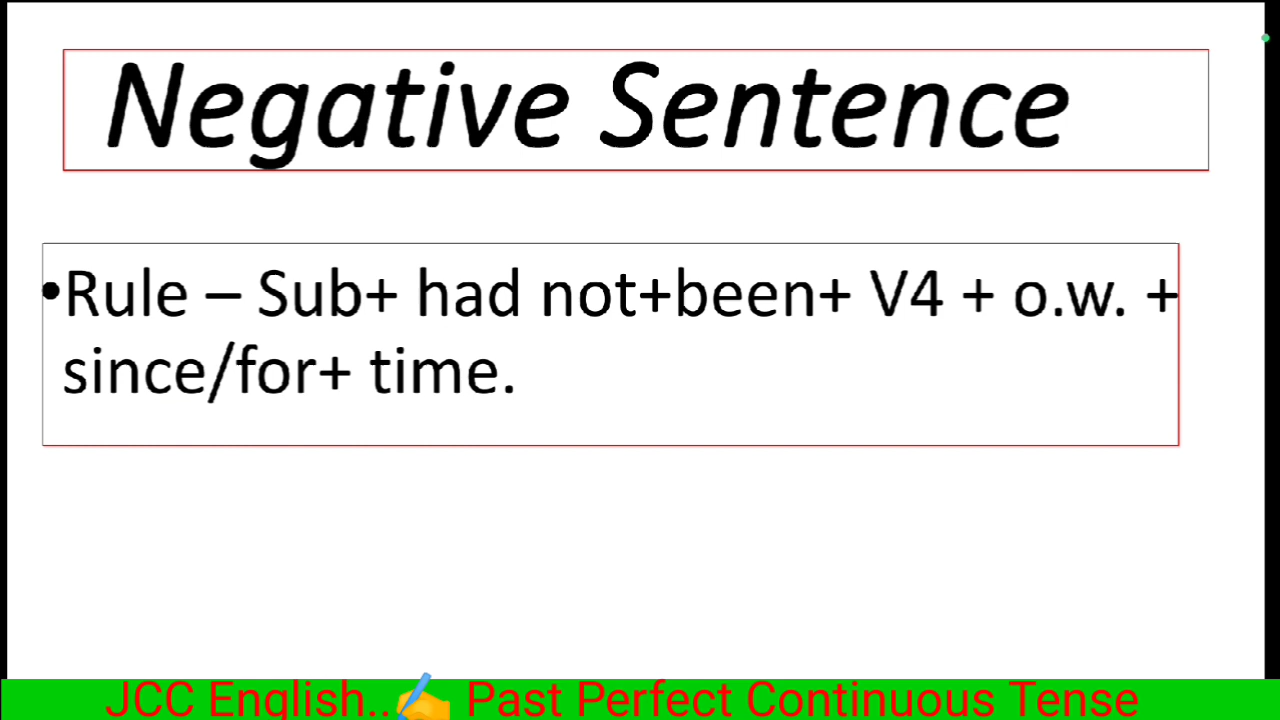 Negative Sentence
•Rule – Sub+ had not+been+ V4 + o.w. +
since/for+ time.
JCC English..✍ Past Perfect Continuous Tense